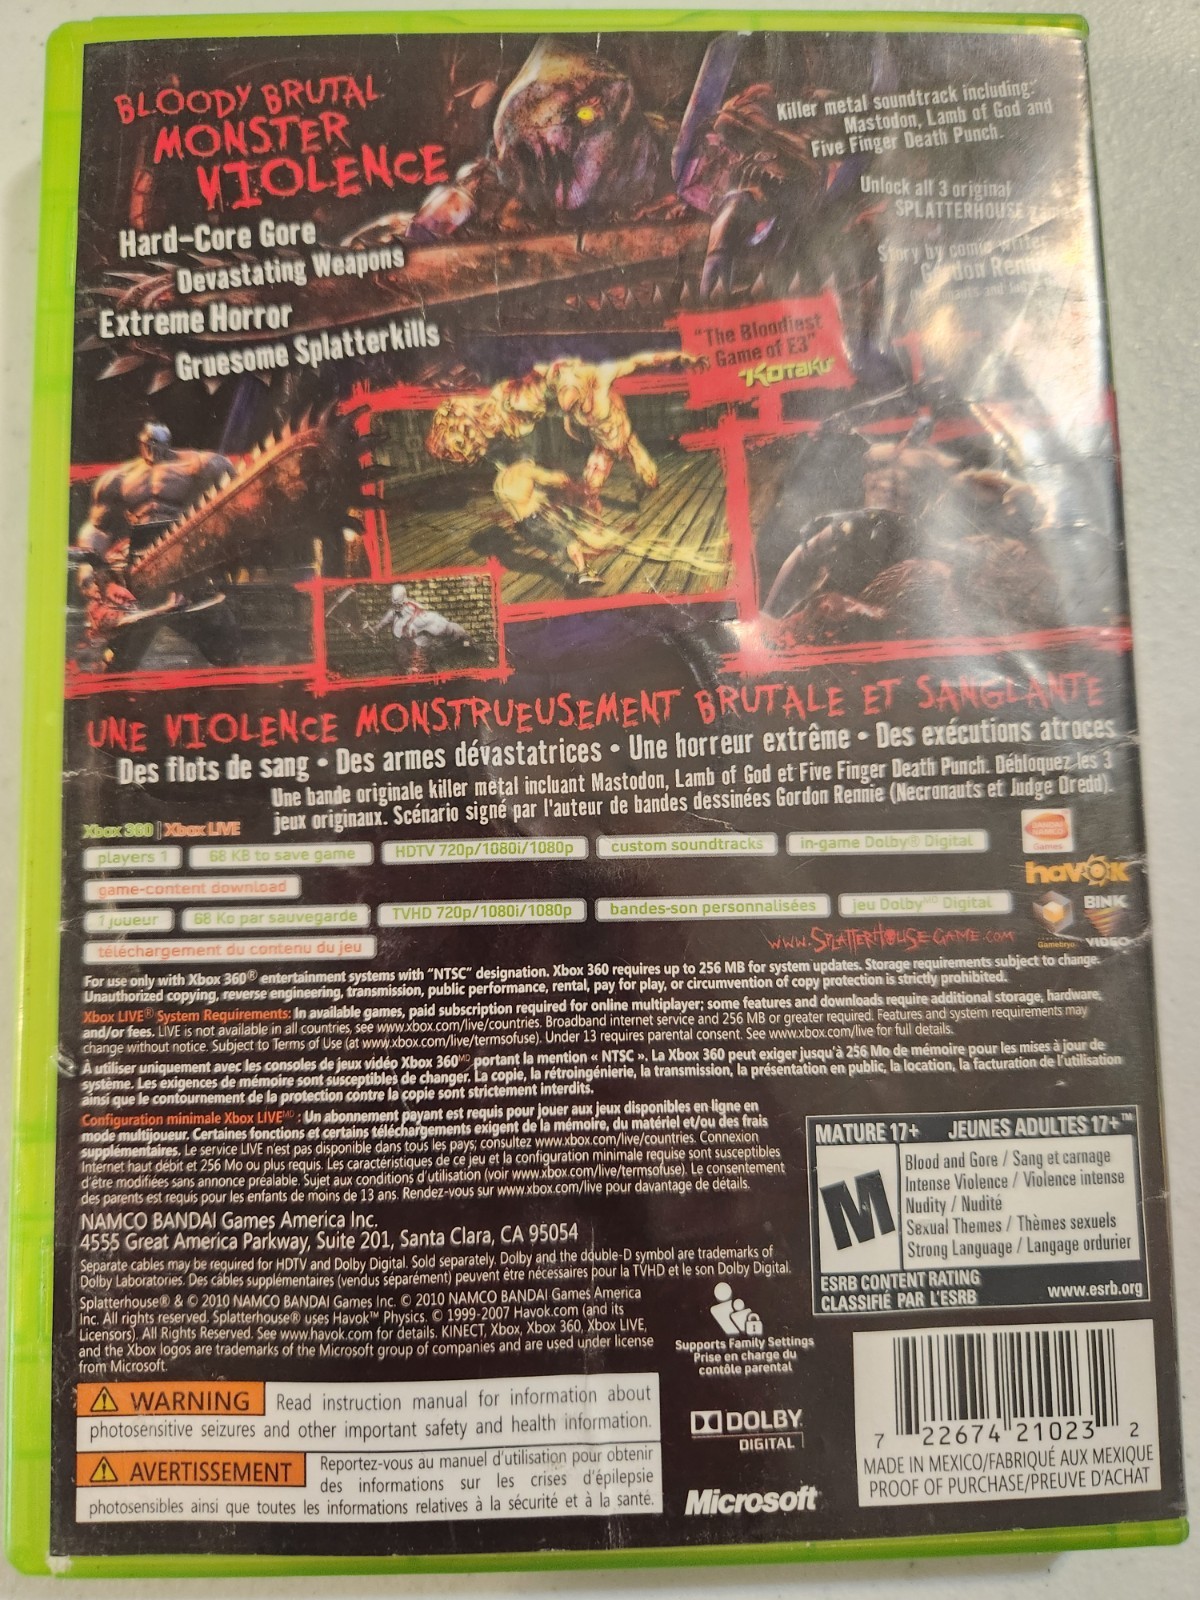 BLOODY BRUTAL
MONSTER
VIOLENCE
Hard-Core Gore
Devastating Weapons
Extreme Horror
Gruesome Splatterkills
Killer metal soundtrack including:
Mastodon, Lamb of God and
Five Finger Death Punch.
Unlock all 3 original
SPLATTERHOUSE games
Story by comic writer
Gordon Rennie
"The Bloodiest
Game of E3"
KOTAKU
UNE VIOLENCE MONSTRUEUSEMENT BRUTALE ET SANGLANTE
Des flots de sang • Des armes dévastatrices • Une horreur extrême • Des exécutions atroces
Une bande originale killer metal incluant Mastodon, Lamb of God et Five Finger Death Punch. Débloquez les 3
jeux originaux. Scénario signé par l'auteur de bandes dessinées Gordon Rennie (Necronauts et Judge Dredd).
Xbox 360 | Xbox LIVE
players 1
68 KB to save game
HDTV 720p/1080i/1080p
custom soundtracks
in-game Dolby® Digital
game-content download
1 joueur
68 Ko par sauvegarde
TVHD 720p/1080i/1080p
bandes-son personnalisées
jeu Dolbyᴹᴰ Digital
téléchargement du contenu du jeu
BANDAI
NAMCO
Games
havok
Gamebryo
BINK
VIDEO
www.SPLATTERHOUSEGAME.COM
For use only with Xbox 360® entertainment systems with "NTSC" designation. Xbox 360 requires up to 256 MB for system updates. Storage requirements subject to change.
Unauthorized copying, reverse engineering, transmission, public performance, rental, pay for play, or circumvention of copy protection is strictly prohibited.
Xbox LIVE® System Requirements: In available games, paid subscription required for online multiplayer; some features and downloads require additional storage, hardware,
and/or fees. LIVE is not available in all countries, see www.xbox.com/live/countries. Broadband internet service and 256 MB or greater required. Features and system requirements may
change without notice. Subject to Terms of Use (at www.xbox.com/live/termsofuse). Under 13 requires parental consent. See www.xbox.com/live for full details.
À utiliser uniquement avec les consoles de jeux vidéo Xbox 360ᴹᴰ portant la mention « NTSC ». La Xbox 360 peut exiger jusqu'à 256 Mo de mémoire pour les mises à jour de
système. Les exigences de mémoire sont susceptibles de changer. La copie, la rétroingénierie, la transmission, la présentation en public, la location, la facturation de l'utilisation
ainsi que le contournement de la protection contre la copie sont strictement interdits.
Configuration minimale Xbox LIVEᴹᴰ : Un abonnement payant est requis pour jouer aux jeux disponibles en ligne en
mode multijoueur. Certaines fonctions et certains téléchargements exigent de la mémoire, du matériel et/ou des frais
supplémentaires. Le service LIVE n'est pas disponible dans tous les pays; consultez www.xbox.com/live/countries. Connexion
Internet haut débit et 256 Mo ou plus requis. Les caractéristiques de ce jeu et la configuration minimale requise sont susceptibles
d'être modifiées sans annonce préalable. Sujet aux conditions d'utilisation (voir www.xbox.com/live/termsofuse). Le consentement
des parents est requis pour les enfants de moins de 13 ans. Rendez-vous sur www.xbox.com/live pour davantage de détails.
NAMCO BANDAI Games America Inc.
4555 Great America Parkway, Suite 201, Santa Clara, CA 95054
Separate cables may be required for HDTV and Dolby Digital. Sold separately. Dolby and the double-D symbol are trademarks of
Dolby Laboratories. Des câbles supplémentaires (vendus séparément) peuvent être nécessaires pour la TVHD et le son Dolby Digital.
Splatterhouse® & © 2010 NAMCO BANDAI Games Inc. © 2010 NAMCO BANDAI Games America
Inc. All rights reserved. Splatterhouse® uses Havok™ Physics. © 1999-2007 Havok.com (and its
Licensors). All Rights Reserved. See www.havok.com for details. KINECT, Xbox, Xbox 360, Xbox LIVE,
and the Xbox logos are trademarks of the Microsoft group of companies and are used under license
from Microsoft.
WARNING Read instruction manual for information about
photosensitive seizures and other important safety and health information.
AVERTISSEMENT Reportez-vous au manuel d'utilisation pour obtenir
des informations sur les crises d'épilepsie
photosensibles ainsi que toutes les informations relatives à la sécurité et à la santé.
Supports Family Settings
Prise en charge du
contrôle parental
DOLBY
DIGITAL
Microsoft
MATURE 17+ JEUNES ADULTES 17+™
M
Blood and Gore / Sang et carnage
Intense Violence / Violence intense
Nudity / Nudité
Sexual Themes / Thèmes sexuels
Strong Language / Langage ordurier
ESRB CONTENT RATING
CLASSIFIÉ PAR L'ESRB
www.esrb.org
7 22674 21023 2
MADE IN MEXICO/FABRIQUÉ AUX MEXIQUE
PROOF OF PURCHASE/PREUVE D'ACHAT